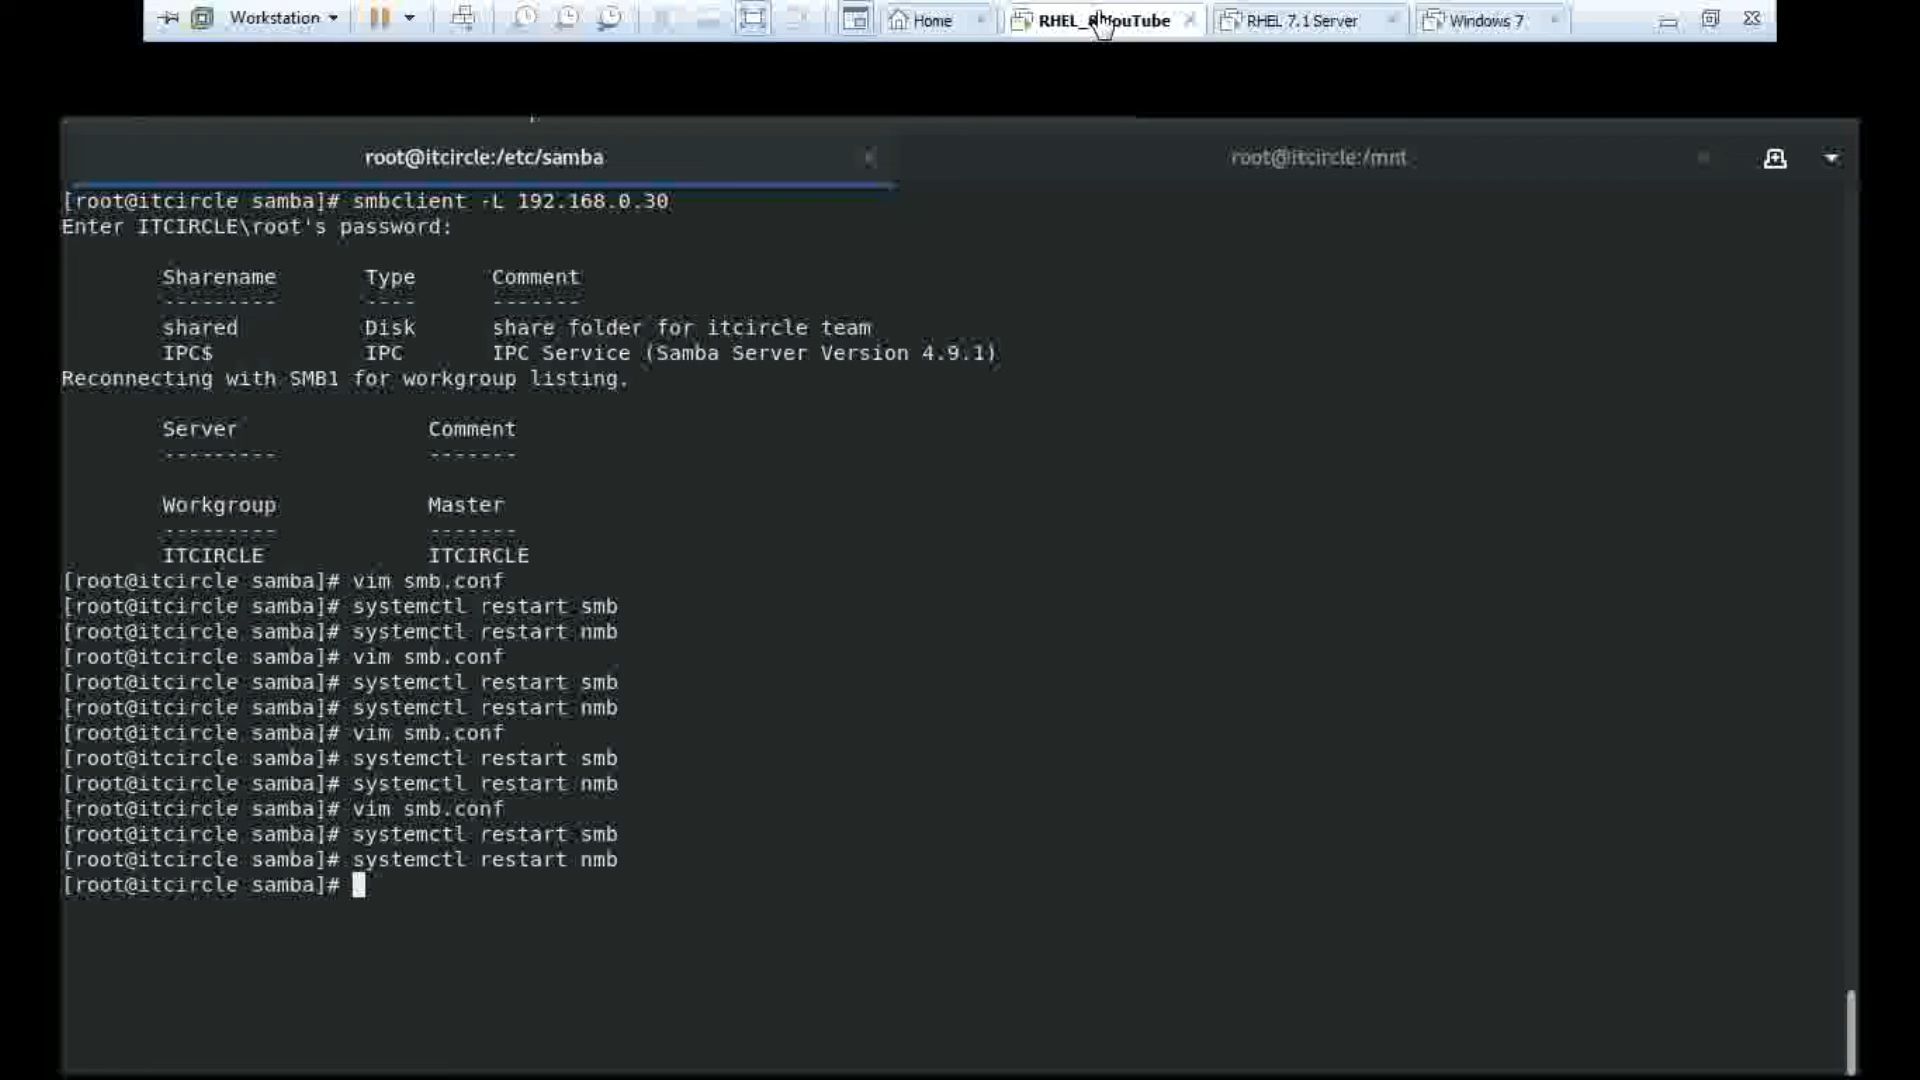 Workstation
Home
RHEL 7.1 Server
Windows 7
root@itcircle:/etc/samba
root@itcircle:/mnt
[root@itcircle samba]# smbclient -L 192.168.0.30
Enter ITCIRCLE\root's password:
Sharename Type Comment
--------- ---- -------
shared Disk share folder for itcircle team
IPC$ IPC IPC Service (Samba Server Version 4.9.1)
Reconnecting with SMB1 for workgroup listing.
Server Comment
--------- -------
Workgroup Master
--------- -------
ITCIRCLE ITCIRCLE
[root@itcircle samba]# vim smb.conf
[root@itcircle samba]# systemctl restart smb
[root@itcircle samba]# systemctl restart nmb
[root@itcircle samba]# vim smb.conf
[root@itcircle samba]# systemctl restart smb
[root@itcircle samba]# systemctl restart nmb
[root@itcircle samba]# vim smb.conf
[root@itcircle samba]# systemctl restart smb
[root@itcircle samba]# systemctl restart nmb
[root@itcircle samba]# vim smb.conf
[root@itcircle samba]# systemctl restart smb
[root@itcircle samba]# systemctl restart nmb
[root@itcircle samba]#